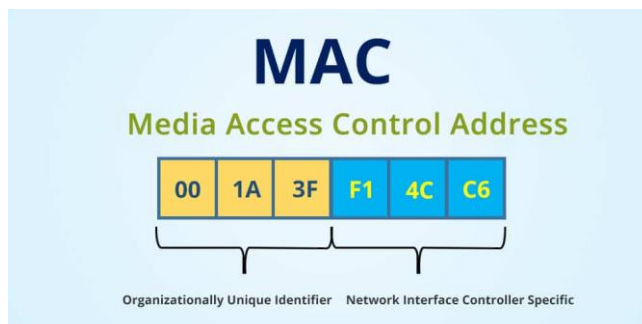 MAC
Media Access Control Address
00 1A 3F F1 4C C6
Organizationally Unique Identifier Network Interface Controller Specific